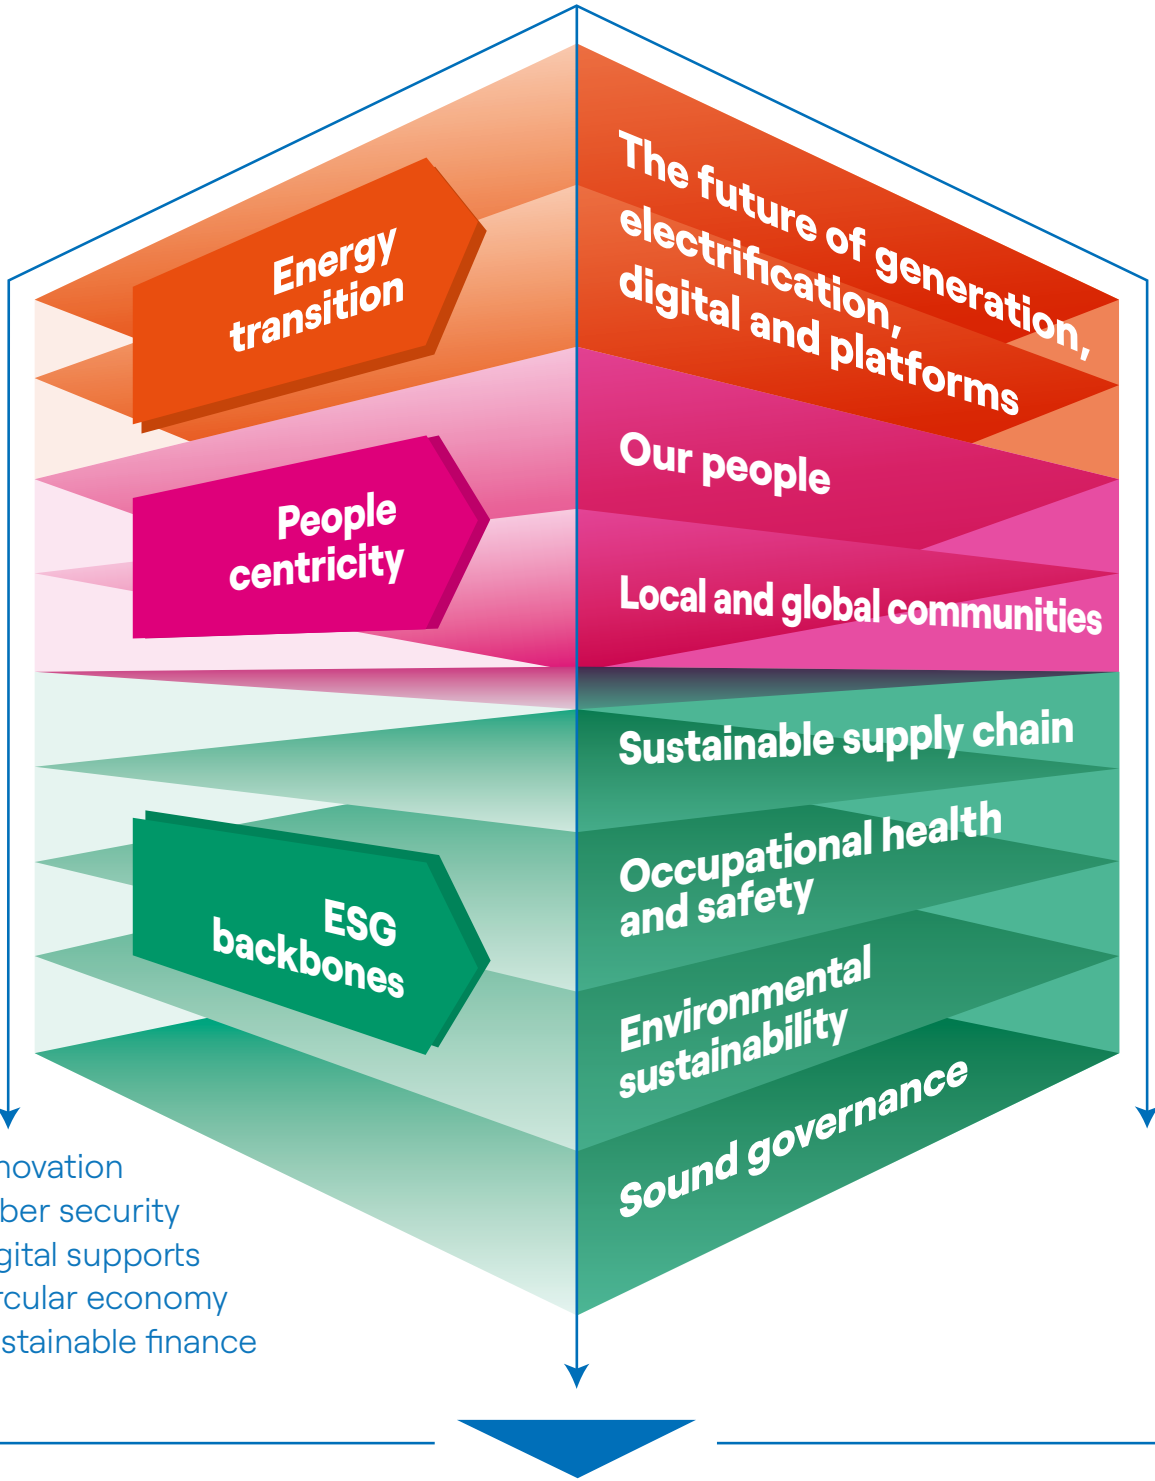 Energy
transition
The future of generation,
electrification,
digital and platforms
People
centricity
Our people
Local and global communities
ESG
backbones
Sustainable supply chain
Occupational health
and safety
Environmental
sustainability
Sound governance
novation
ber security
gital supports
rcular economy
stainable finance